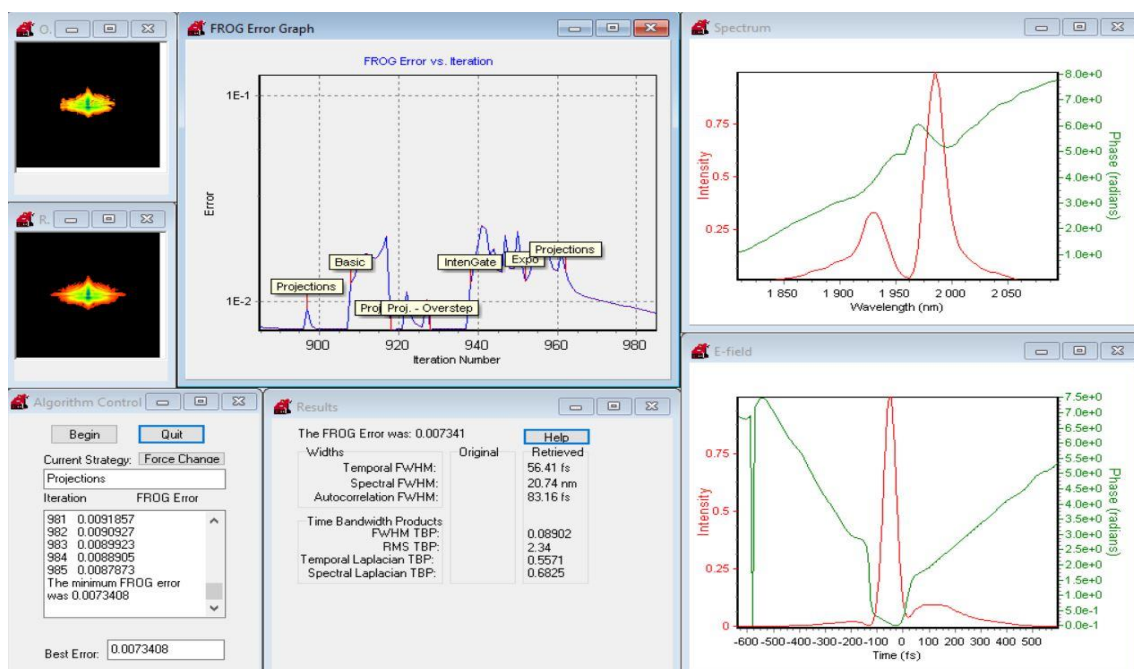 O.
FROG Error Graph
FROG Error vs. Iteration
1E-1
Error
1E-2
Projections
Basic
Proj. - Overstep
IntenGate
Expo
Projections
900
920
940
960
980
Iteration Number
R.
Spectrum
Intensity
0.75
0.5
0.25
8.0e+0
7.0e+0
6.0e+0
5.0e+0
4.0e+0
3.0e+0
2.0e+0
1.0e+0
0.0e+0
Phase (radians)
1 850
1 900
1 950
2 000
2 050
Wavelength (nm)
Algorithm Control
Begin Quit
Current Strategy: Force Change
Projections
Iteration FROG Error
981 0.0091857
982 0.0090927
983 0.0089923
984 0.0088905
985 0.0087873
The minimum FROG error
was 0.0073408
Best Error: 0.0073408
Results
The FROG Error was: 0.007341 Help
Widths Original Retrieved
Temporal FWHM: 56.41 fs
Spectral FWHM: 20.74 nm
Autocorrelation FWHM: 83.16 fs
Time Bandwidth Products
FWHM TBP: 0.08902
RMS TBP: 2.34
Temporal Laplacian TBP: 0.5571
Spectral Laplacian TBP: 0.6825
E-field
Intensity
0.75
0.5
0.25
0
7.5e+0
7.0e+0
6.5e+0
6.0e+0
5.5e+0
5.0e+0
4.5e+0
4.0e+0
3.5e+0
3.0e+0
2.5e+0
2.0e+0
1.5e+0
1.0e+0
5.0e-1
0.0e-1
Phase (radians)
-600 -500 -400 -300 -200 -100 0 100 200 300 400 500
Time (fs)